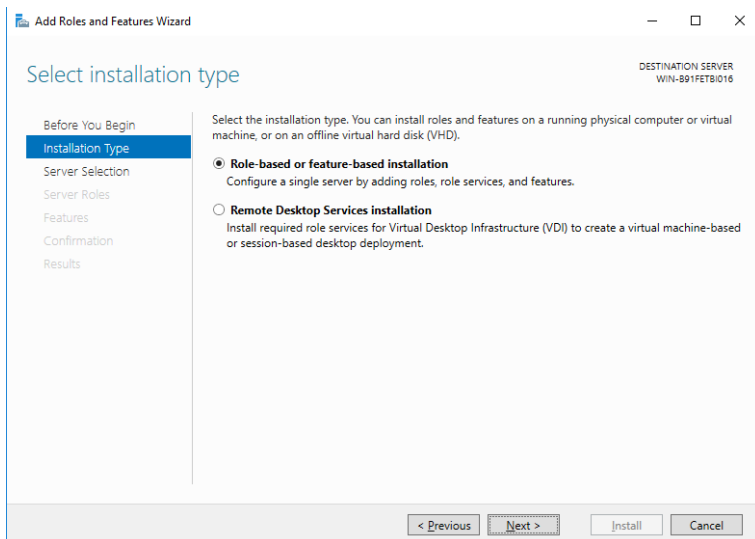 Add Roles and Features Wizard
Select installation type
DESTINATION SERVER
WIN-B91FETBI016
Before You Begin
Installation Type
Server Selection
Server Roles
Features
Confirmation
Results
Select the installation type. You can install roles and features on a running physical computer or virtual
machine, or on an offline virtual hard disk (VHD).
Role-based or feature-based installation
Configure a single server by adding roles, role services, and features.
Remote Desktop Services installation
Install required role services for Virtual Desktop Infrastructure (VDI) to create a virtual machine-based
or session-based desktop deployment.
< Previous
Next >
Install
Cancel